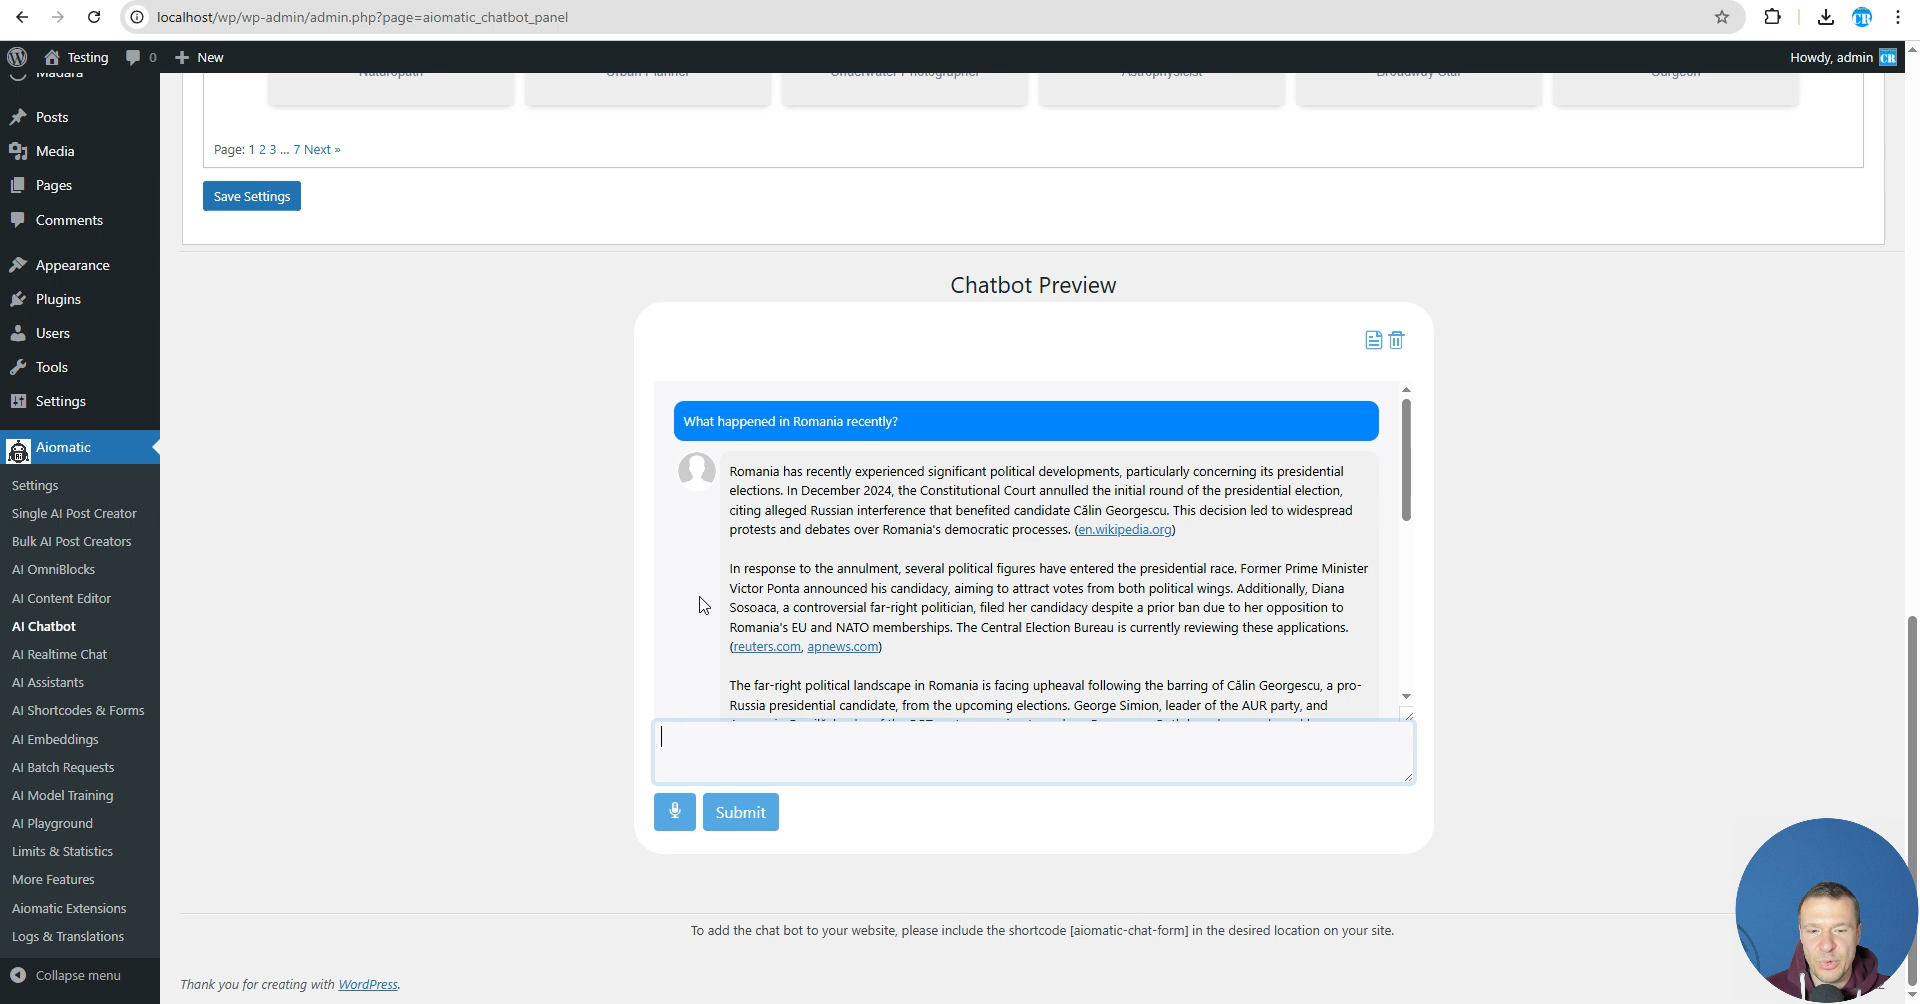 localhost/wp/wp-admin/admin.php?page=aiomatic_chatbot_panel
Testing 0 New
Howdy, admin
Madara
Posts
Media
Pages
Comments
Appearance
Plugins
Users
Tools
Settings
Aiomatic
Settings
Single AI Post Creator
Bulk AI Post Creators
AI OmniBlocks
AI Content Editor
AI Chatbot
AI Realtime Chat
AI Assistants
AI Shortcodes & Forms
AI Embeddings
AI Batch Requests
AI Model Training
AI Playground
Limits & Statistics
More Features
Aiomatic Extensions
Logs & Translations
Collapse menu
Naturopath Urban Planner Underwater Photographer Astrophysicist Broadway Star Surgeon
Page: 1 2 3 ... 7 Next »
Save Settings
Chatbot Preview
What happened in Romania recently?
Romania has recently experienced significant political developments, particularly concerning its presidential
elections. In December 2024, the Constitutional Court annulled the initial round of the presidential election,
citing alleged Russian interference that benefited candidate Călin Georgescu. This decision led to widespread
protests and debates over Romania's democratic processes. (en.wikipedia.org)
In response to the annulment, several political figures have entered the presidential race. Former Prime Minister
Victor Ponta announced his candidacy, aiming to attract votes from both political wings. Additionally, Diana
Sosoaca, a controversial far-right politician, filed her candidacy despite a prior ban due to her opposition to
Romania's EU and NATO memberships. The Central Election Bureau is currently reviewing these applications.
(reuters.com, apnews.com)
The far-right political landscape in Romania is facing upheaval following the barring of Călin Georgescu, a pro-
Russia presidential candidate, from the upcoming elections. George Simion, leader of the AUR party, and
Submit
To add the chat bot to your website, please include the shortcode [aiomatic-chat-form] in the desired location on your site.
Thank you for creating with WordPress.